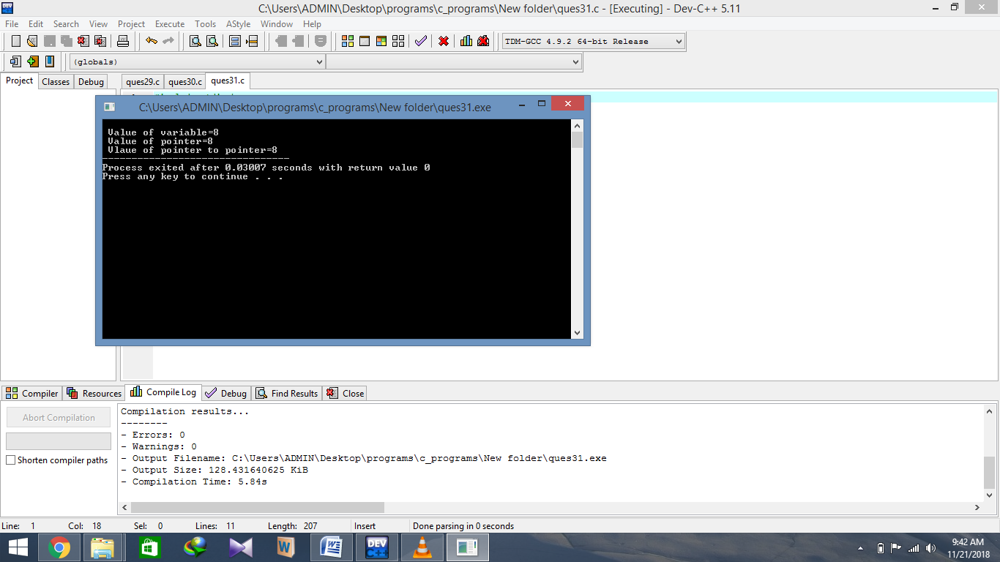 C:\Users\ADMIN\Desktop\programs\c_programs\New folder\ques31.c - [Executing] - Dev-C++ 5.11
File Edit Search View Project Execute Tools AStyle Window Help
TDM-GCC 4.9.2 64-bit Release
(globals)
Project Classes Debug
ques29.c ques30.c ques31.c
C:\Users\ADMIN\Desktop\programs\c_programs\New folder\ques31.exe
Value of variable=8
Value of pointer=8
Vlaue of pointer to pointer=8
--------------------------------
Process exited after 0.03007 seconds with return value 0
Press any key to continue . . .
Compiler Resources Compile Log Debug Find Results Close
Abort Compilation
Shorten compiler paths
Compilation results...
--------
- Errors: 0
- Warnings: 0
- Output Filename: C:\Users\ADMIN\Desktop\programs\c_programs\New folder\ques31.exe
- Output Size: 128.431640625 KiB
- Compilation Time: 5.84s
Line: 1 Col: 18 Sel: 0 Lines: 11 Length: 207 Insert Done parsing in 0 seconds
DEV C++
9:42 AM
11/21/2018